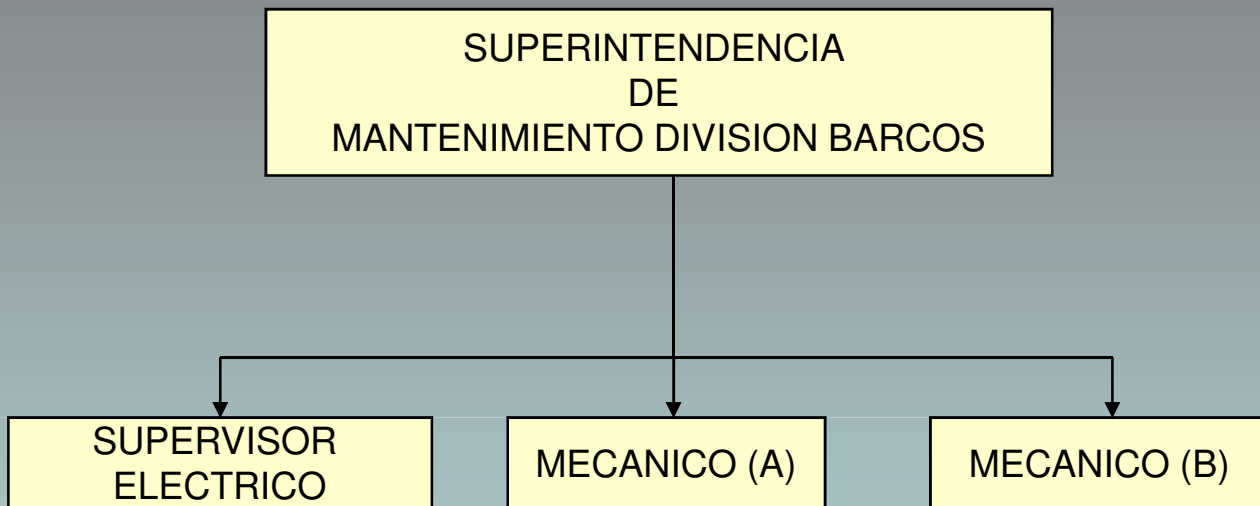 SUPERINTENDENCIA
DE
MANTENIMIENTO DIVISION BARCOS
SUPERVISOR
ELECTRICO
MECANICO (A)
MECANICO (B)